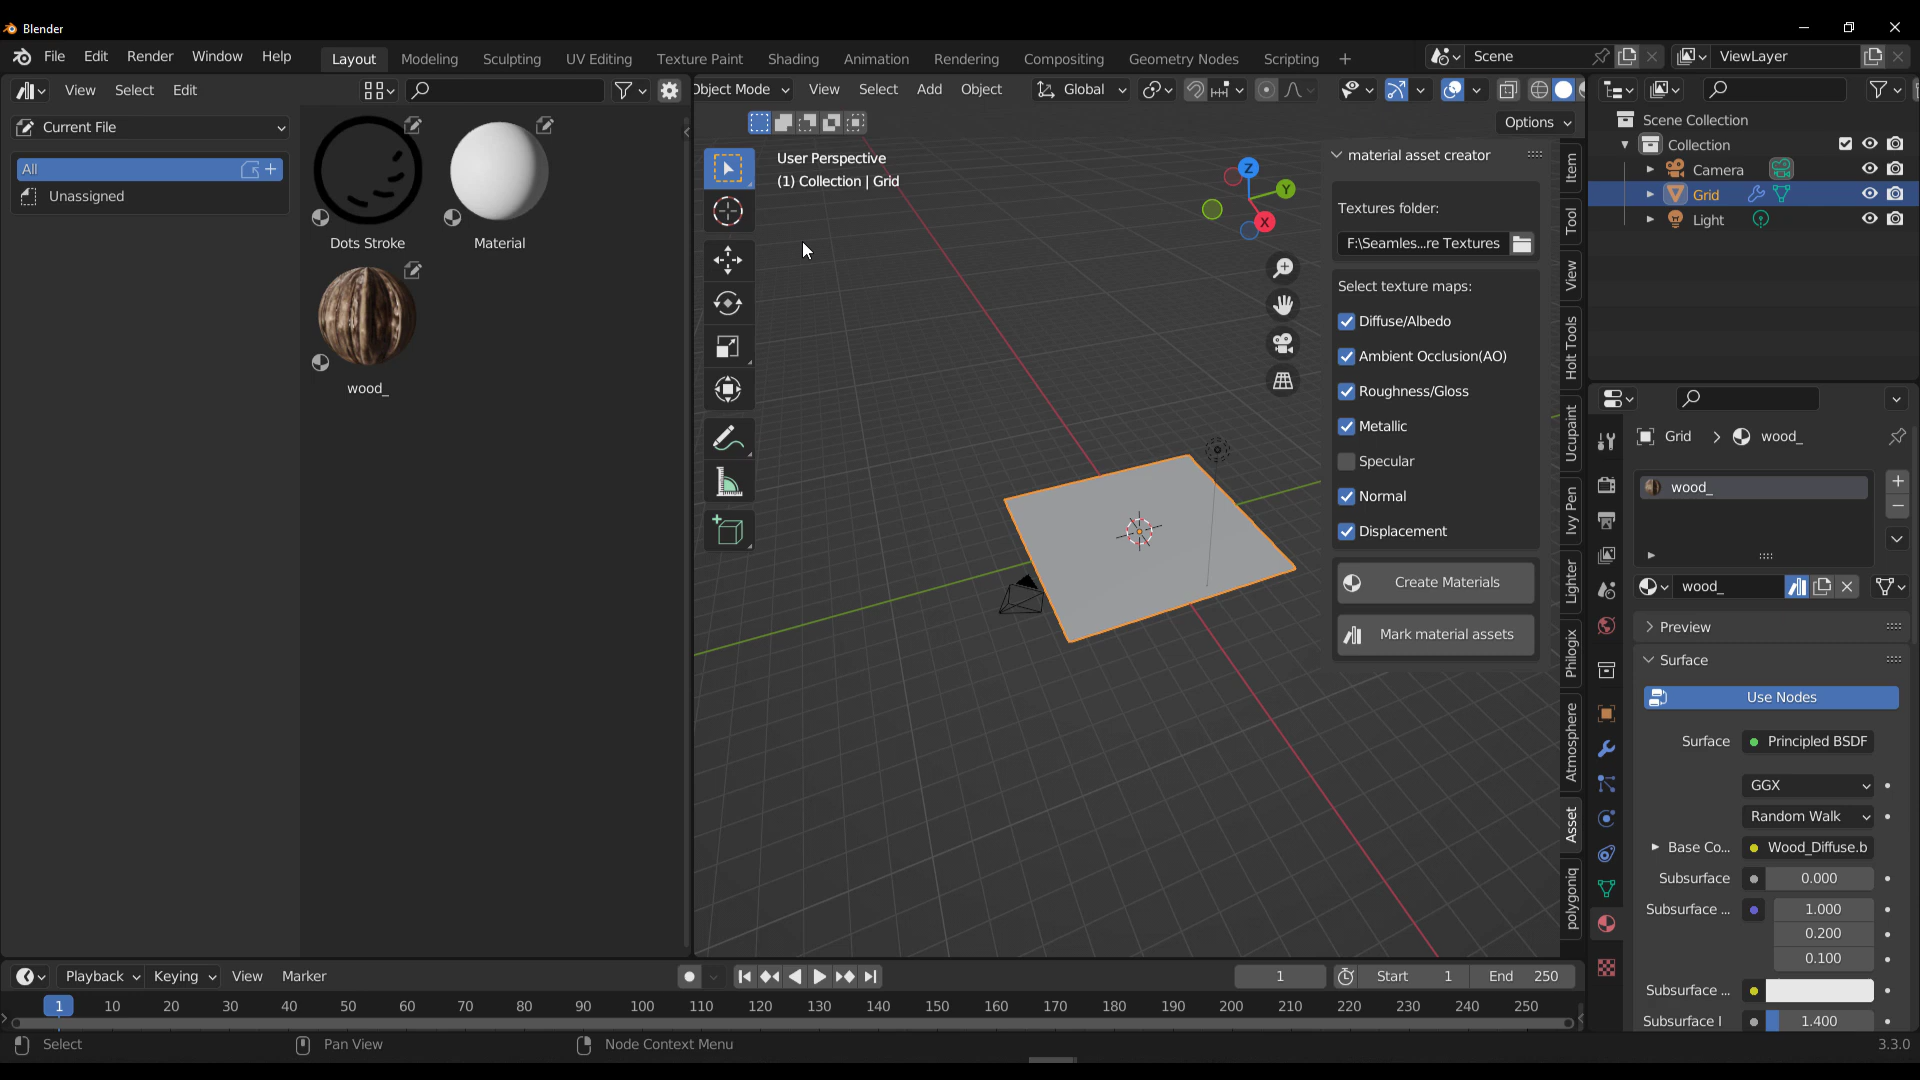 Blender
File Edit Render Window Help
Layout Modeling Sculpting UV Editing Texture Paint Shading Animation Rendering Compositing Geometry Nodes Scripting +
Scene
ViewLayer
View Select Edit
Object Mode View Select Add Object
Global
Current File
Options
All
Unassigned
Dots Stroke
Material
wood_
User Perspective
(1) Collection | Grid
Z
Y
X
material asset creator
Textures folder:
F:\Seamles...re Textures
Select texture maps:
Diffuse/Albedo
Ambient Occlusion(AO)
Roughness/Gloss
Metallic
Specular
Normal
Displacement
Create Materials
Mark material assets
Item
Tool
View
Holt Tools
Ucupaint
Ivy Pen
Lighter
Philogix
Atmosphere
Asset
polygoniq
Scene Collection
Collection
Camera
Grid
Light
Grid > wood_
wood_
wood_
Preview
Surface
Use Nodes
Surface Principled BSDF
GGX
Random Walk
Base Co... Wood_Diffuse.b
Subsurface 0.000
Subsurface ... 1.000
0.200
0.100
Subsurface ...
Subsurface I 1.400
Playback Keying View Marker
1
Start 1
End 250
1 10 20 30 40 50 60 70 80 90 100 110 120 130 140 150 160 170 180 190 200 210 220 230 240 250
Select
Pan View
Node Context Menu
3.3.0